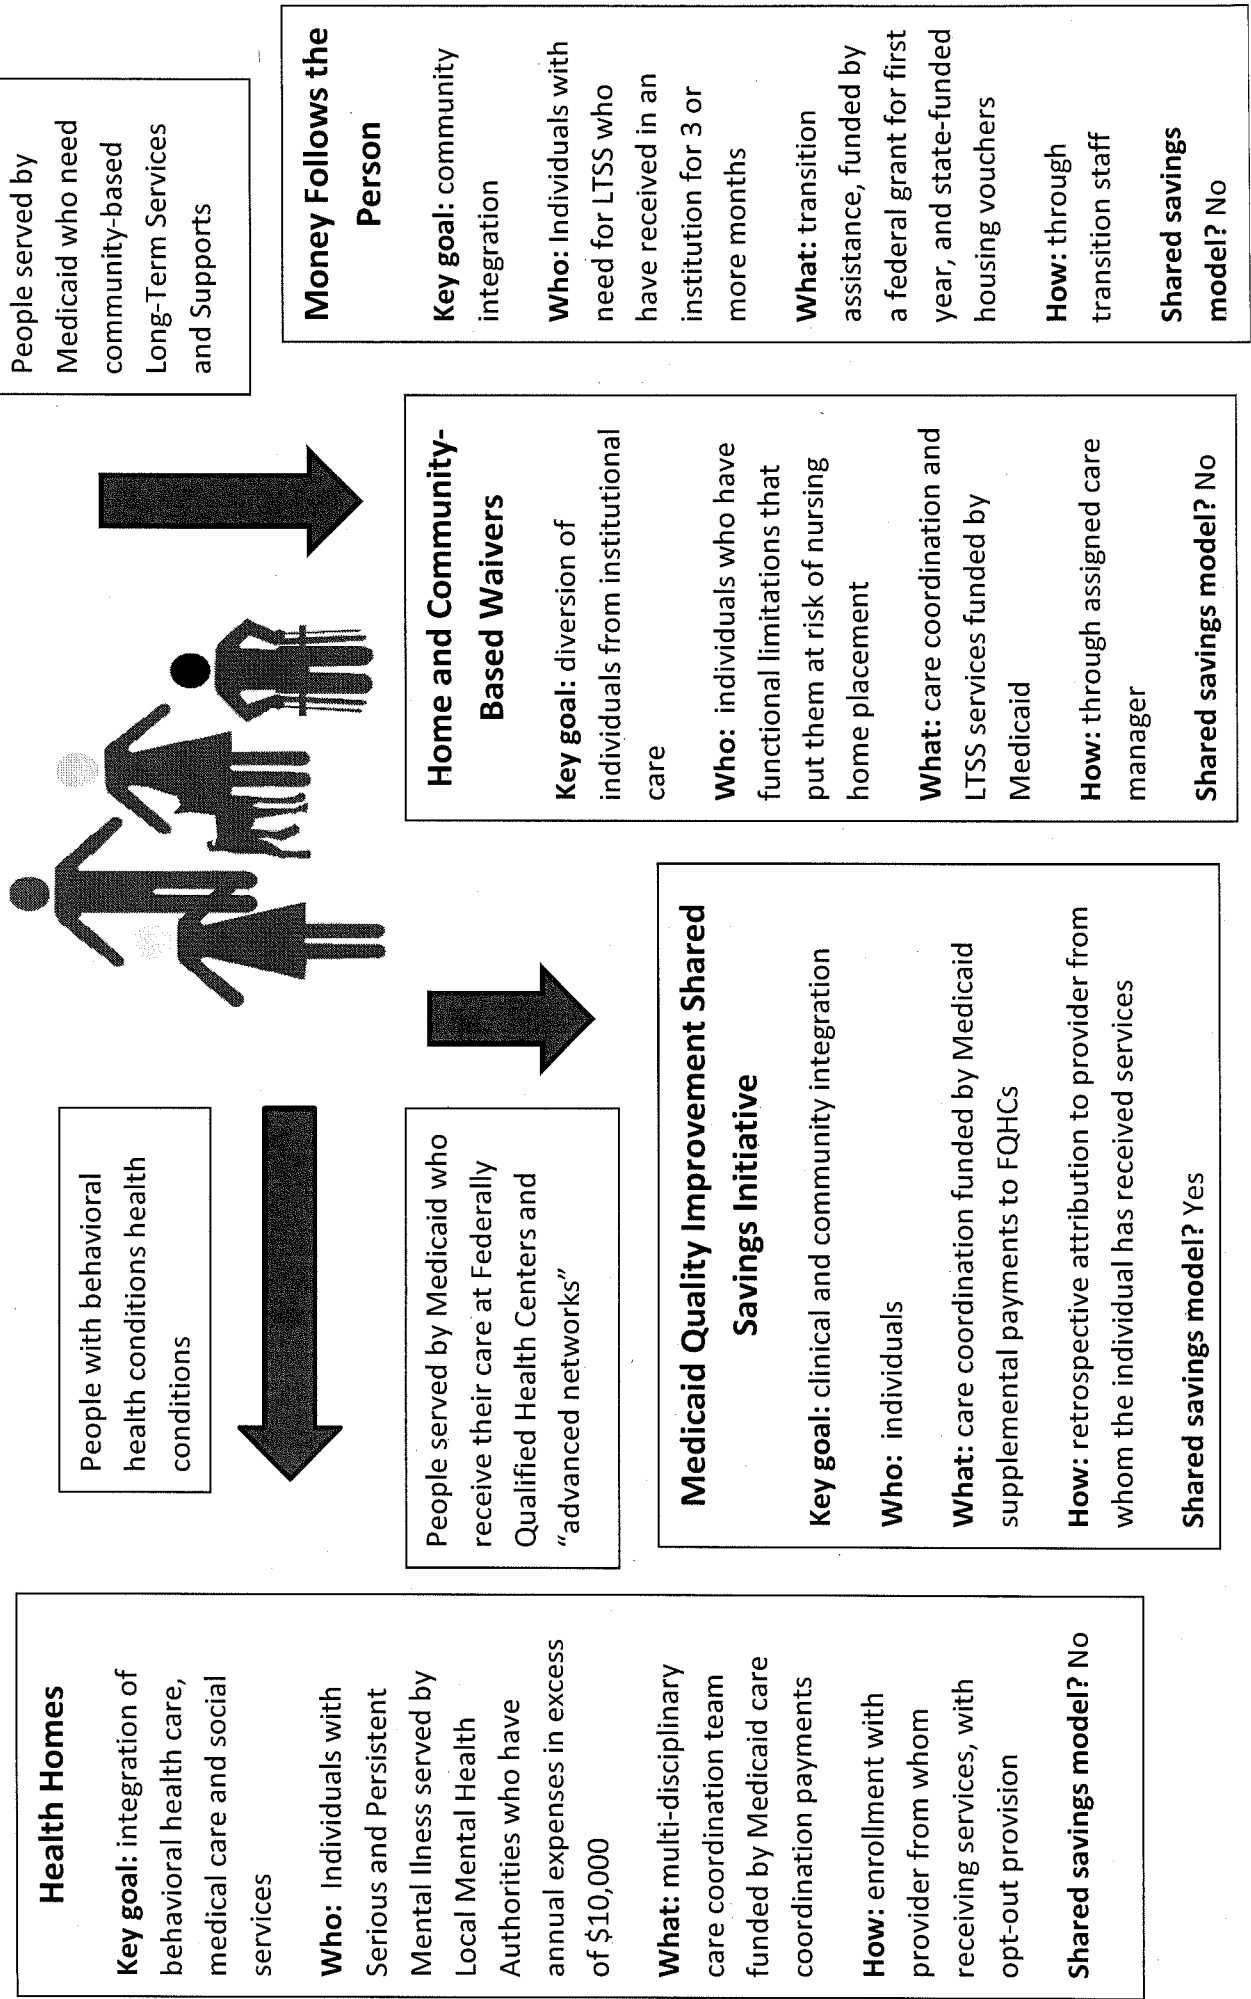 Health Homes
Key goal: integration of
behavioral health care,
medical care and social
services
Who: Individuals with
Serious and Persistent
Mental Illness served by
Local Mental Health
Authorities who have
annual expenses in excess
of $10,000
What: multi-disciplinary
care coordination team
funded by Medicaid care
coordination payments
How: enrollment with
provider from whom
receiving services, with
opt-out provision
Shared savings model? No
People with behavioral
health conditions health
conditions
People served by Medicaid who
receive their care at Federally
Qualified Health Centers and
“advanced networks”
Medicaid Quality Improvement Shared
Savings Initiative
Key goal: clinical and community integration
Who: individuals
What: care coordination funded by Medicaid
supplemental payments to FQHCs
How: retrospective attribution to provider from
whom the individual has received services
Shared savings model? Yes
Home and Community-
Based Waivers
Key goal: diversion of
individuals from institutional
care
Who: individuals who have
functional limitations that
put them at risk of nursing
home placement
What: care coordination and
LTSS services funded by
Medicaid
How: through assigned care
manager
Shared savings model? No
People served by
Medicaid who need
community-based
Long-Term Services
and Supports
Money Follows the
Person
Key goal: community
integration
Who: Individuals with
need for LTSS who
have received in an
institution for 3 or
more months
What: transition
assistance, funded by
a federal grant for first
year, and state-funded
housing vouchers
How: through
transition staff
Shared savings
model? No